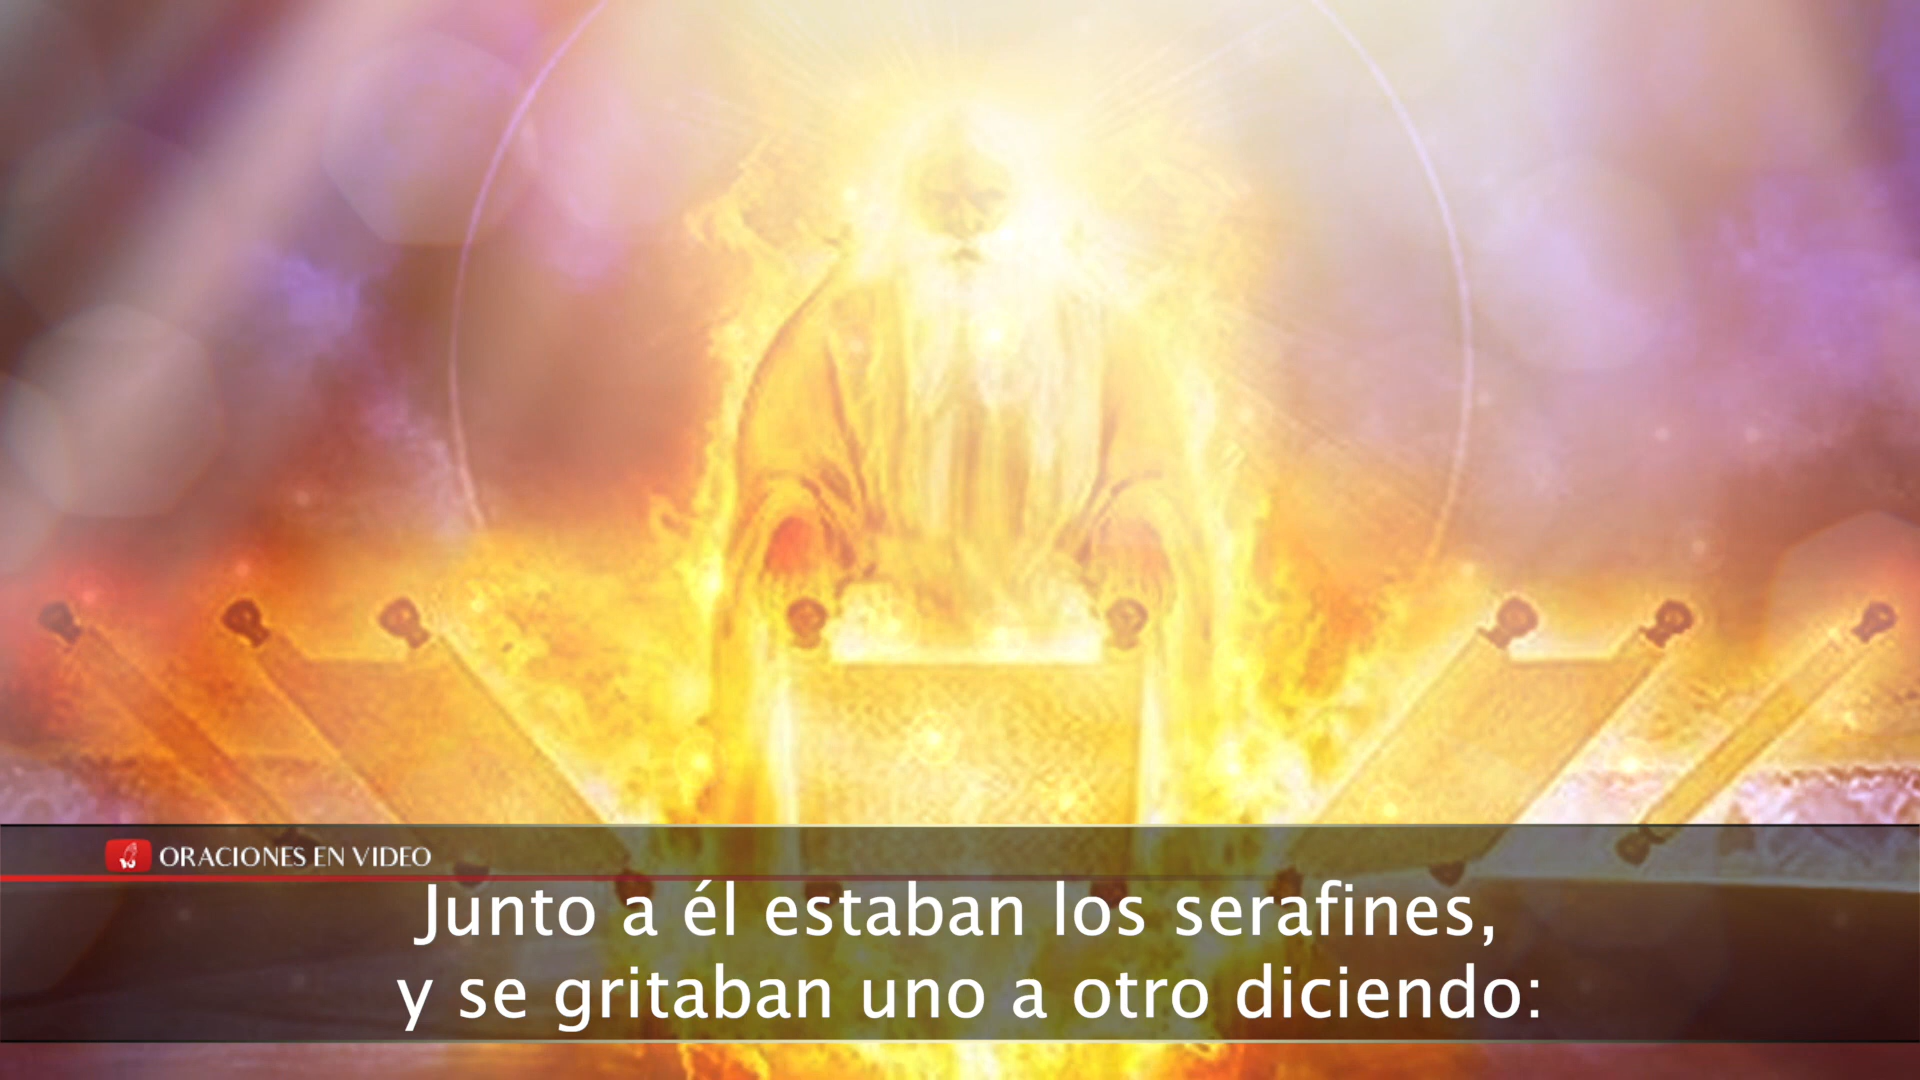 ORACIONES EN VIDEO
Junto a él estaban los serafines,
y se gritaban uno a otro diciendo: